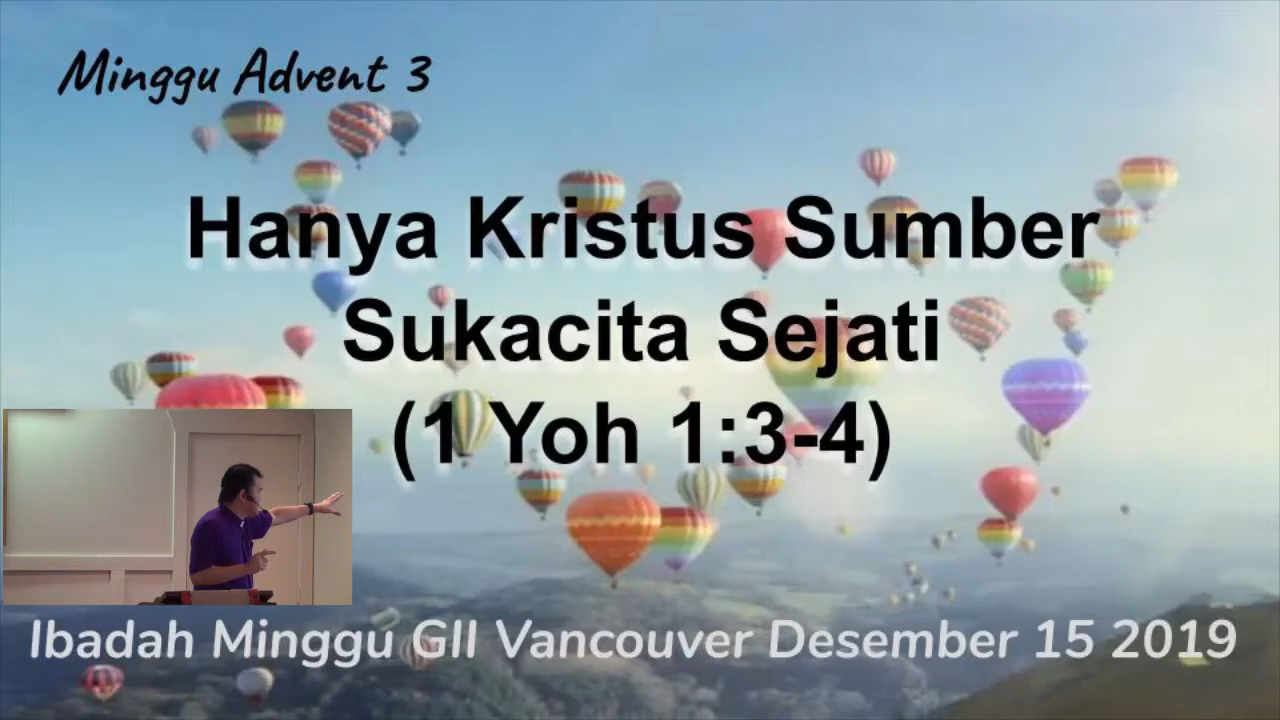 Minggu Advent 3
Hanya Kristus Sumber
Sukacita Sejati
(1 Yoh 1:3-4)
Ibadah Minggu GII Vancouver Desember 15 2019